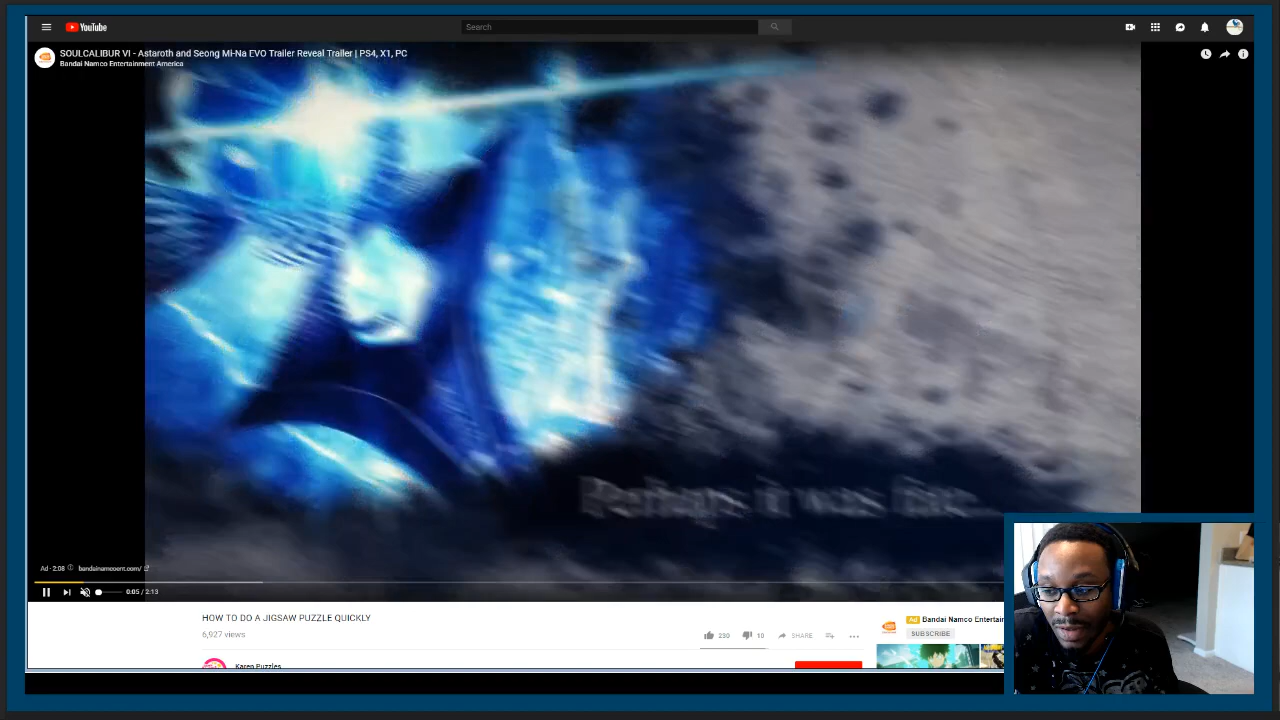 YouTube
Search
SOULCALIBUR VI - Astaroth and Seong Mi-Na EVO Trailer Reveal Trailer | PS4, X1, PC
Bandai Namco Entertainment America
Perhaps it was fate...
Ad · 2:08 bandainamcoent.com/
0:05 / 2:13
HOW TO DO A JIGSAW PUZZLE QUICKLY
6,927 views
230 10 SHARE
Karen Puzzles
Ad Bandai Namco Entertain
SUBSCRIBE